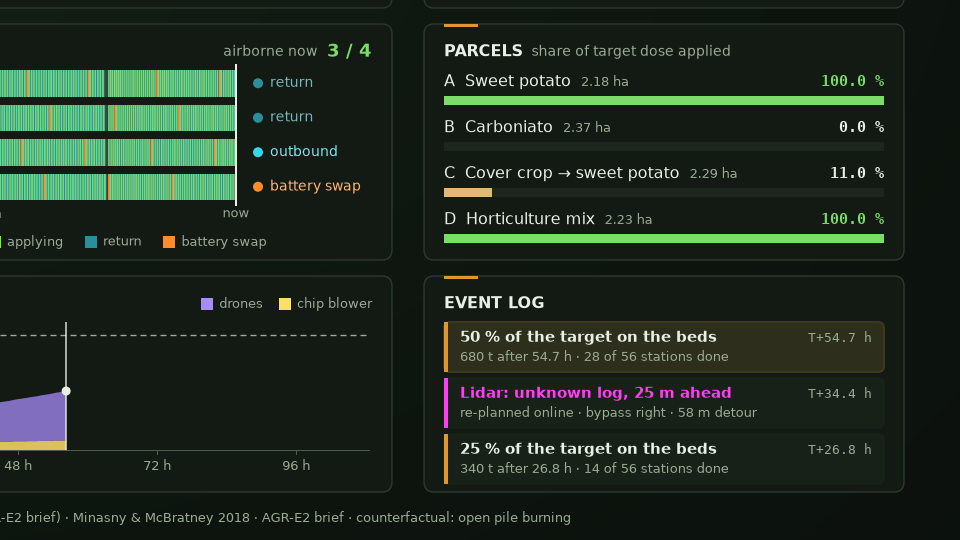 airborne now 3 / 4
return
return
outbound
battery swap
now
applying return battery swap
PARCELS share of target dose applied
A Sweet potato 2.18 ha 100.0 %
B Carboniato 2.37 ha 0.0 %
C Cover crop → sweet potato 2.29 ha 11.0 %
D Horticulture mix 2.23 ha 100.0 %
drones chip blower
48 h 72 h 96 h
EVENT LOG
50 % of the target on the beds T+54.7 h
680 t after 54.7 h · 28 of 56 stations done
Lidar: unknown log, 25 m ahead T+34.4 h
re-planned online · bypass right · 58 m detour
25 % of the target on the beds T+26.8 h
340 t after 26.8 h · 14 of 56 stations done
-E2 brief) · Minasny & McBratney 2018 · AGR-E2 brief · counterfactual: open pile burning